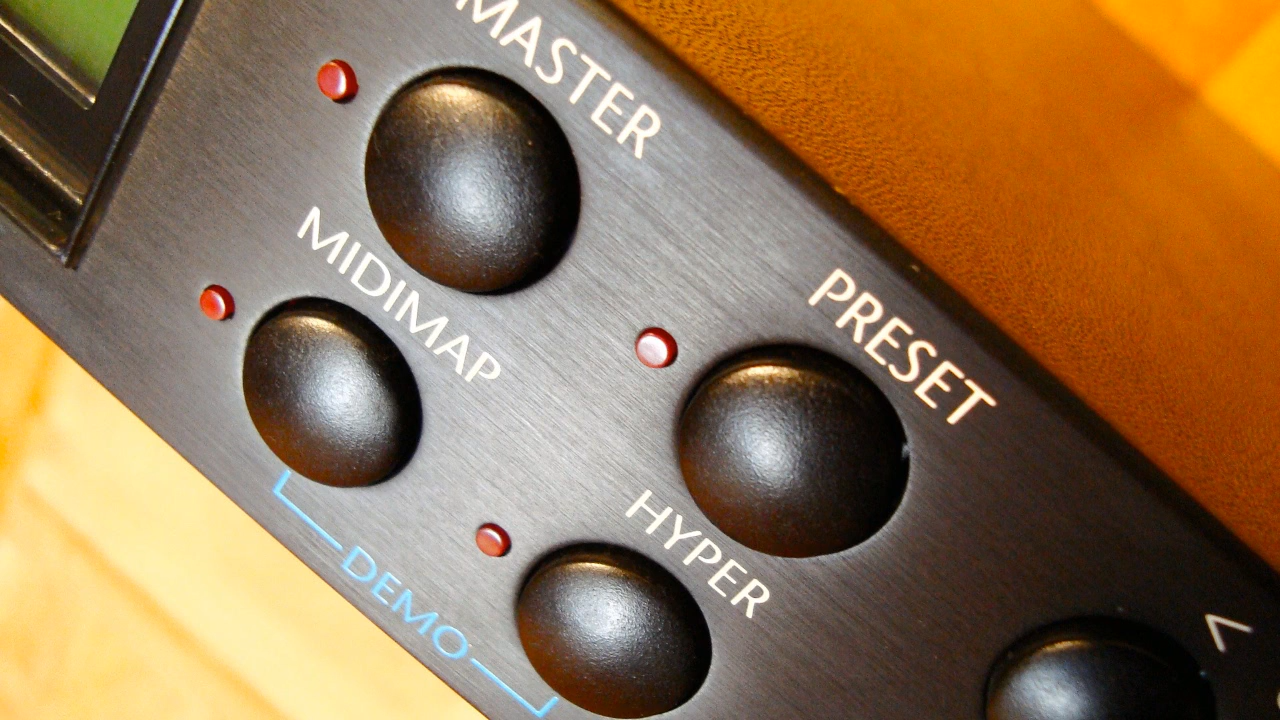 MASTER
PRESET
MIDIMAP
HYPER
DEMO
<